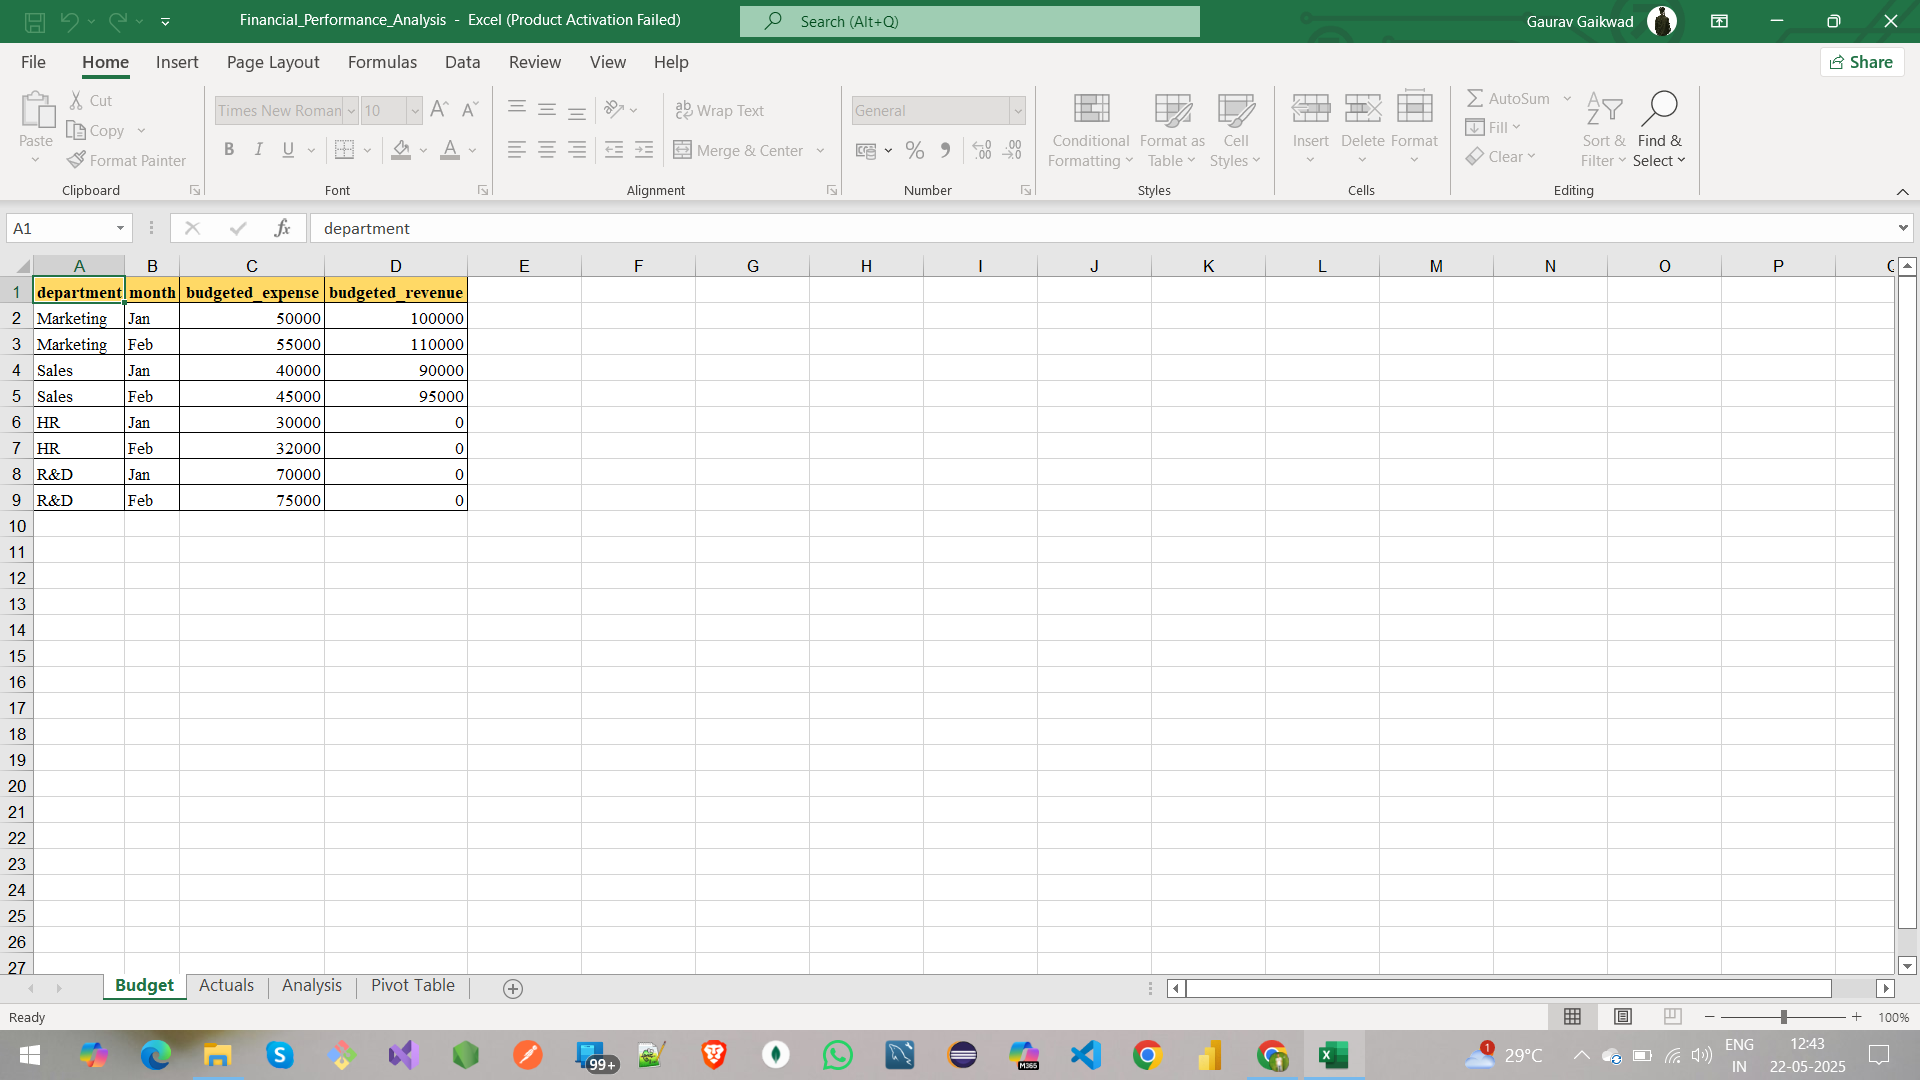 Financial_Performance_Analysis - Excel (Product Activation Failed)
Search (Alt+Q)
Gaurav Gaikwad
File Home Insert Page Layout Formulas Data Review View Help
Share
Paste
Cut
Copy
Format Painter
Clipboard
Times New Roman 10
B I U
Font
Wrap Text
Merge & Center
Alignment
General
%
Number
Conditional Formatting
Format as Table
Cell Styles
Styles
Insert Delete Format
Cells
AutoSum
Fill
Clear
Sort & Filter
Find & Select
Editing
A1 fx department
A B C D E F G H I J K L M N O P
1 department month budgeted_expense budgeted_revenue
2 Marketing Jan 50000 100000
3 Marketing Feb 55000 110000
4 Sales Jan 40000 90000
5 Sales Feb 45000 95000
6 HR Jan 30000 0
7 HR Feb 32000 0
8 R&D Jan 70000 0
9 R&D Feb 75000 0
10
11
12
13
14
15
16
17
18
19
20
21
22
23
24
25
26
27
Budget Actuals Analysis Pivot Table
Ready
100%
99+
M365
1
29°C
ENG
IN
12:43
22-05-2025